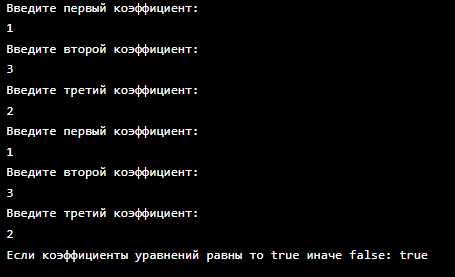 Введите первый коэффициент:
1
Введите второй коэффициент:
3
Введите третий коэффициент:
2
Введите первый коэффициент:
1
Введите второй коэффициент:
3
Введите третий коэффициент:
2
Если коэффициенты уравнений равны то true иначе false: true